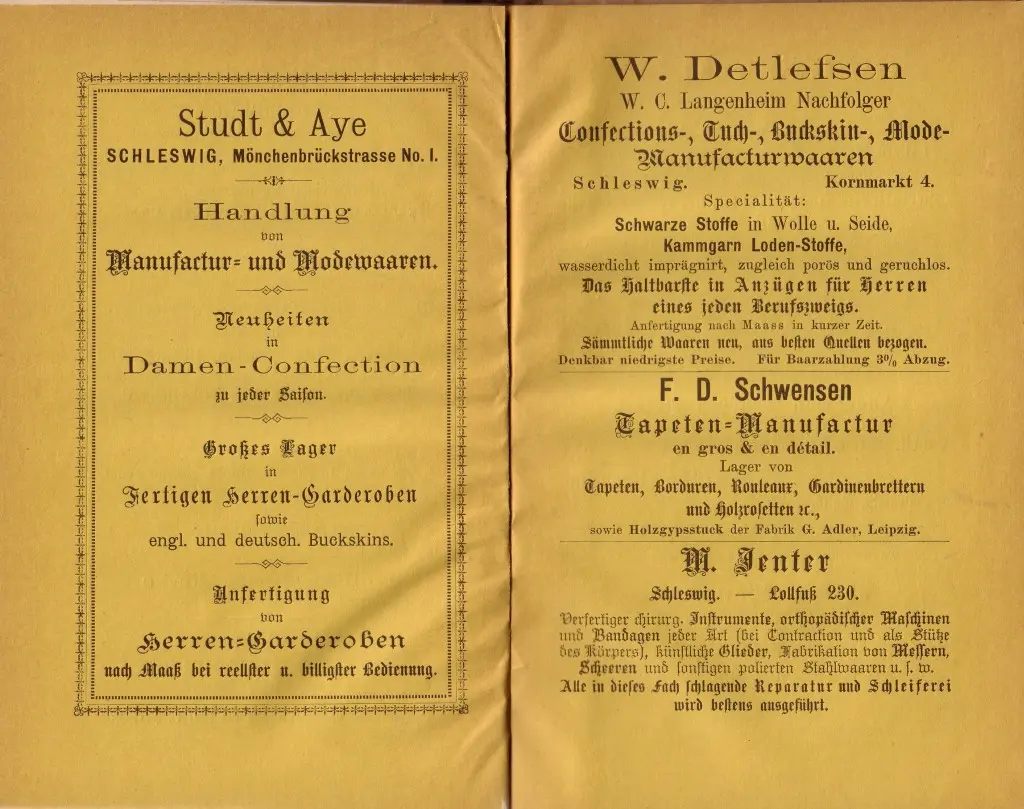 Studt & Aye
SCHLESWIG, Mönchenbrückstrasse No. 1.
Handlung
von
Manufactur- und Modewaaren.
Neuheiten
in
Damen-Confection
zu jeder Saison.
Großes Lager
in
Fertigen Herren-Garderoben
sowie
engl. und deutsch. Buckskins.
Anfertigung
von
Herren-Garderoben
nach Maaß bei reellster u. billigster Bedienung.
W. Detlefsen
W. C. Langenheim Nachfolger
Confections-, Tuch-, Buckskin-, Mode-
Manufacturwaaren
Schleswig. Kornmarkt 4.
Specialität:
Schwarze Stoffe in Wolle u. Seide,
Kammgarn Loden-Stoffe,
wasserdicht imprägnirt, zugleich porös und geruchlos.
Das Haltbarste in Anzügen für Herren
eines jeden Berufszweigs.
Anfertigung nach Maass in kurzer Zeit.
Sämmtliche Waaren neu, aus besten Quellen bezogen.
Denkbar niedrigste Preise. Für Baarzahlung 3% Abzug.
F. D. Schwensen
Tapeten-Manufactur
en gros & en détail.
Lager von
Tapeten, Borduren, Rouleaux, Gardinenbrettern
und Holzrosetten ꝛc.,
sowie Holzgypsstuck der Fabrik G. Adler, Leipzig.
M. Jenter
Schleswig. — Lollfuß 230.
Verfertiger chirurg. Instrumente, orthopädischer Maschinen
und Bandagen jeder Art (bei Contraction und als Stütze
des Körpers), künstliche Glieder, Fabrikation von Messern,
Scheeren und sonstigen polierten Stahlwaaren u. s. w.
Alle in dieses Fach schlagende Reparatur und Schleiferei
wird bestens ausgeführt.